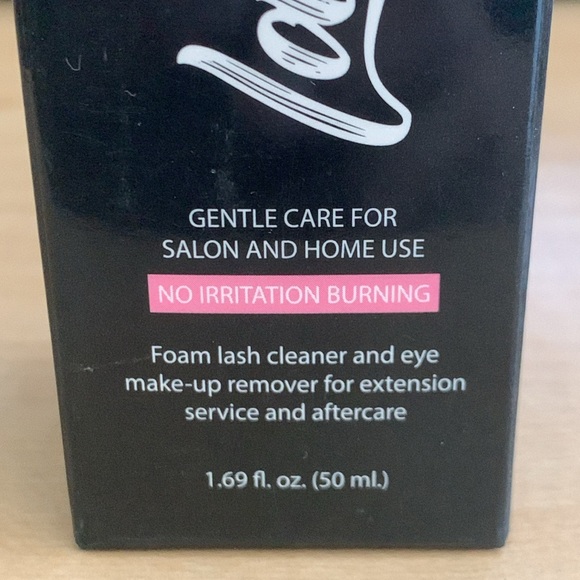 GENTLE CARE FOR
SALON AND HOME USE
NO IRRITATION BURNING
Foam lash cleaner and eye
make-up remover for extension
service and aftercare
1.69 fl. oz. (50 ml.)